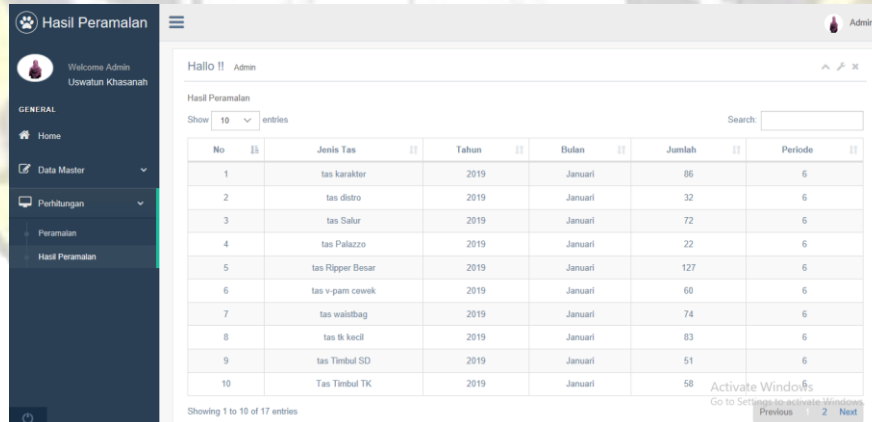 Hasil Peramalan
Admin
Welcome Admin
Uswatun Khasanah
GENERAL
Home
Data Master
Perhitungan
Peramalan
Hasil Peramalan
Hallo !! Admin
Hasil Peramalan
Show 10 entries Search:
No Jenis Tas Tahun Bulan Jumlah Periode
1 tas karakter 2019 Januari 86 6
2 tas distro 2019 Januari 32 6
3 tas Salur 2019 Januari 72 6
4 tas Palazzo 2019 Januari 22 6
5 tas Ripper Besar 2019 Januari 127 6
6 tas v-pam cewek 2019 Januari 60 6
7 tas waistbag 2019 Januari 74 6
8 tas tk kecil 2019 Januari 83 6
9 tas Timbul SD 2019 Januari 51 6
10 Tas Timbul TK 2019 Januari 58 6
Activate Windows
Go to Settings to activate Windows.
Showing 1 to 10 of 17 entries Previous 1 2 Next